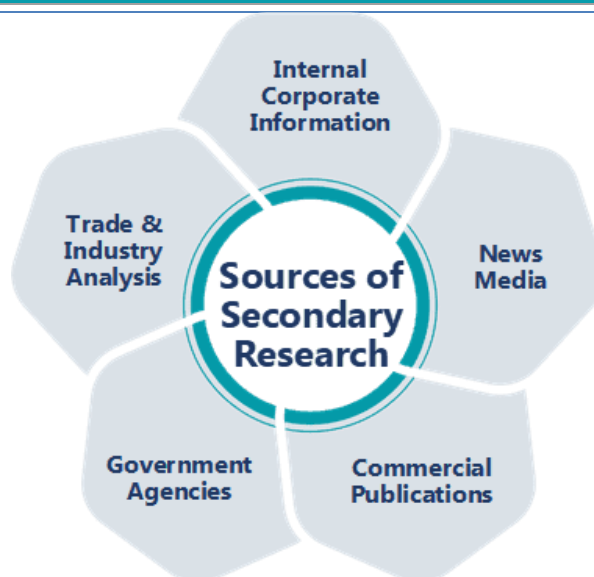 Internal
Corporate
Information
Trade &
Industry
Analysis
News
Media
Sources of
Secondary
Research
Government
Agencies
Commercial
Publications